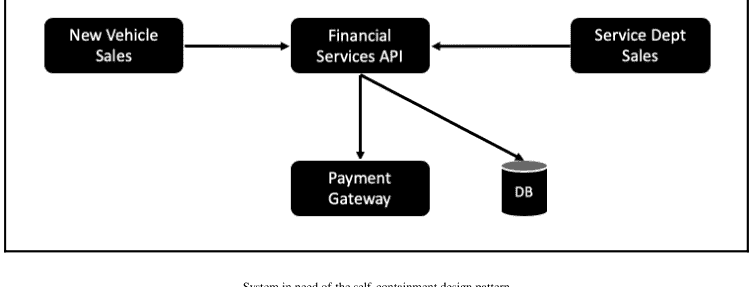 New Vehicle
Sales
Financial
Services API
Service Dept
Sales
Payment
Gateway
DB
System in need of the self-containment design pattern